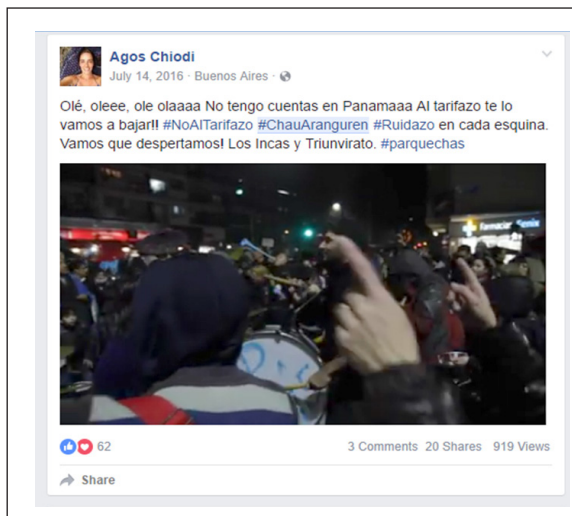 Agos Chiodi
July 14, 2016 · Buenos Aires ·
Olé, oleee, ole olaaaa No tengo cuentas en Panamaaa Al tarifazo te lo
vamos a bajar!! #NoAlTarifazo #ChauAranguren #Ruidazo en cada esquina.
Vamos que despertamos! Los Incas y Triunvirato. #parquechas
Farmacia
62
3 Comments 20 Shares 919 Views
Share